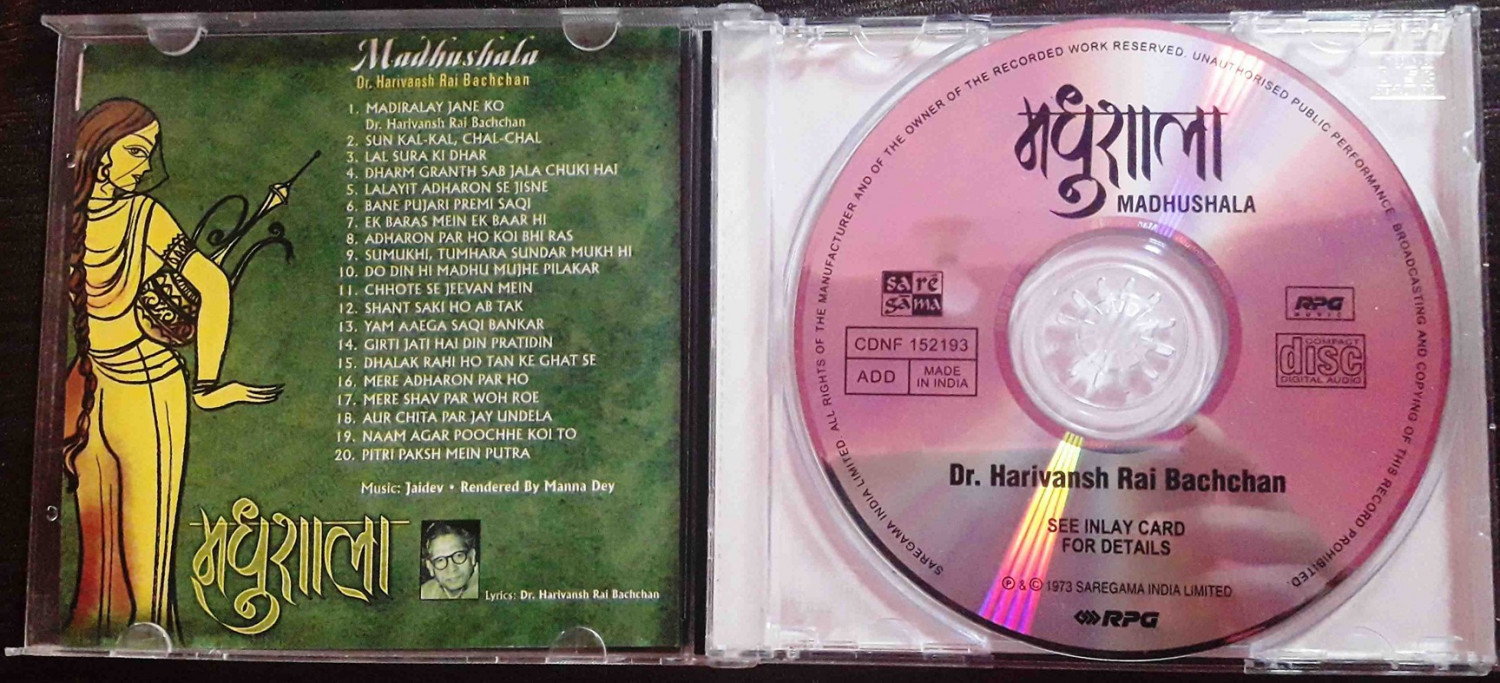 Madhushala
Dr. Harivansh Rai Bachchan
1. MADIRALAY JANE KO
Dr. Harivansh Rai Bachchan
2. SUN KAL-KAL, CHAL-CHAL
3. LAL SURA KI DHAR
4. DHARM GRANTH SAB JALA CHUKI HAI
5. LALAYIT ADHARON SE JISNE
6. BANE PUJARI PREMI SAQI
7. EK BARAS MEIN EK BAAR HI
8. ADHARON PAR HO KOI BHI RAS
9. SUMUKHI, TUMHARA SUNDAR MUKH HI
10. DO DIN HI MADHU MUJHE PILAKAR
11. CHHOTE SE JEEVAN MEIN
12. SHANT SAKI HO AB TAK
13. YAM AAEGA SAQI BANKAR
14. GIRTI JATI HAI DIN PRATIDIN
15. DHALAK RAHI HO TAN KE GHAT SE
16. MERE ADHARON PAR HO
17. MERE SHAV PAR WOH ROE
18. AUR CHITA PAR JAY UNDELA
19. NAAM AGAR POOCHHE KOI TO
20. PITRI PAKSH MEIN PUTRA
Music: Jaidev • Rendered By Manna Dey
मधुशाला
Lyrics: Dr. Harivansh Rai Bachchan
SAREGAMA INDIA LIMITED ALL RIGHTS OF THE MANUFACTURER AND OF THE OWNER OF THE RECORDED WORK RESERVED. UNAUTHORISED PUBLIC PERFORMANCE BROADCASTING AND COPYING OF THIS RECORD PROHIBITED.
मधुशाला
MADHUSHALA
sa re
ga ma
CDNF 152193
ADD
MADE
IN INDIA
RPG
MUSIC
COMPACT
disc
DIGITAL AUDIO
Dr. Harivansh Rai Bachchan
SEE INLAY CARD
FOR DETAILS
Ⓟ & © 1973 SAREGAMA INDIA LIMITED
RPG